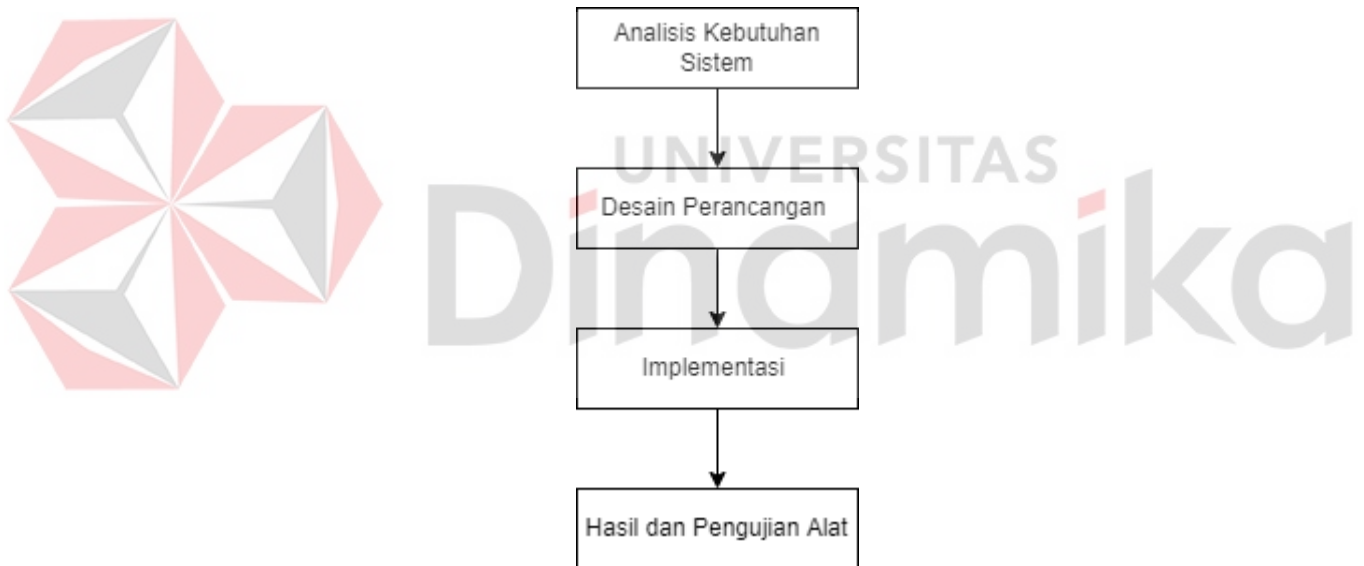 Analisis Kebutuhan
Sistem
UNIVERSITAS
Desain Perancangan
Dinamika
Implementasi
Hasil dan Pengujian Alat